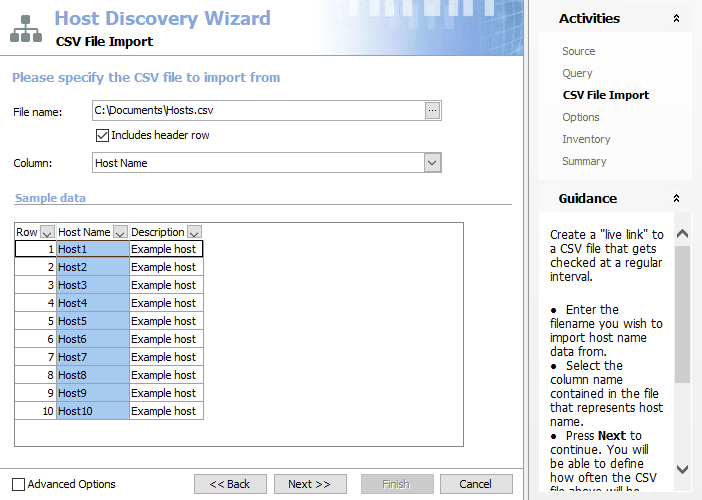 Host Discovery Wizard
CSV File Import
Please specify the CSV file to import from
File name: C:\Documents\Hosts.csv ...
Includes header row
Column: Host Name
Sample data
Row Host Name Description
1 Host1 Example host
2 Host2 Example host
3 Host3 Example host
4 Host4 Example host
5 Host5 Example host
6 Host6 Example host
7 Host7 Example host
8 Host8 Example host
9 Host9 Example host
10 Host10 Example host
Advanced Options
<< Back
Next >>
Finish
Cancel
Activities
Source
Query
CSV File Import
Options
Inventory
Summary
Guidance
Create a "live link" to
a CSV file that gets
checked at a regular
interval.
● Enter the
filename you wish to
import host name
data from.
● Select the
column name
contained in the file
that represents host
name.
● Press Next to
continue. You will
be able to define
how often the CSV
file above will be